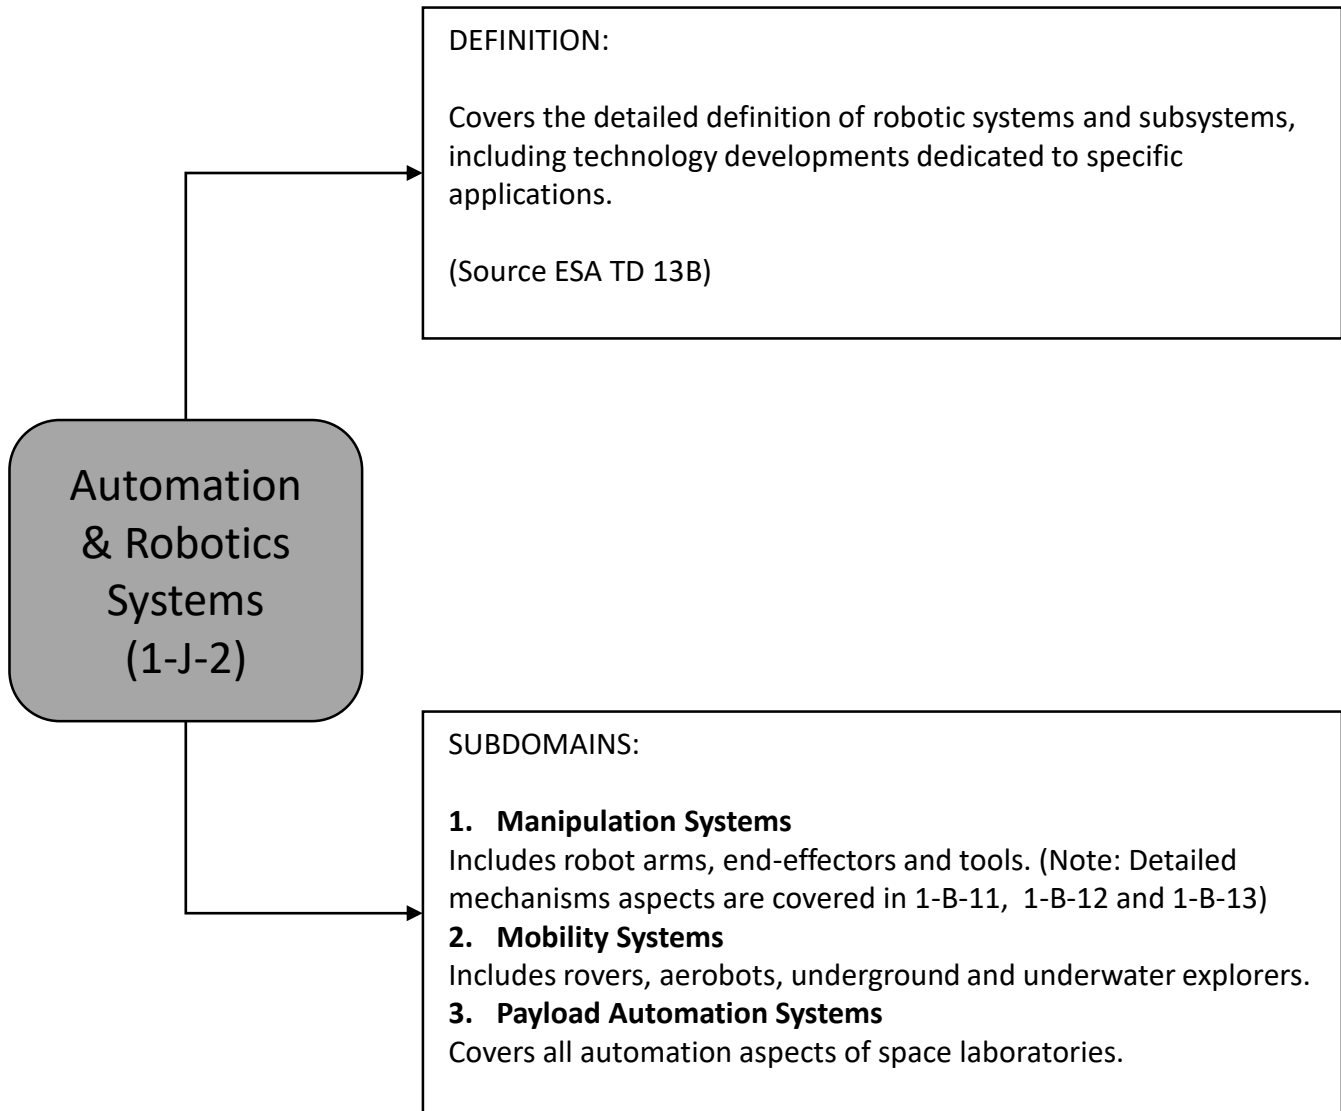 DEFINITION:
Covers the detailed definition of robotic systems and subsystems,
including technology developments dedicated to specific
applications.
(Source ESA TD 13B)
Automation
& Robotics
Systems
(1-J-2)
SUBDOMAINS:
1. Manipulation Systems
Includes robot arms, end-effectors and tools. (Note: Detailed
mechanisms aspects are covered in 1-B-11, 1-B-12 and 1-B-13)
2. Mobility Systems
Includes rovers, aerobots, underground and underwater explorers.
3. Payload Automation Systems
Covers all automation aspects of space laboratories.